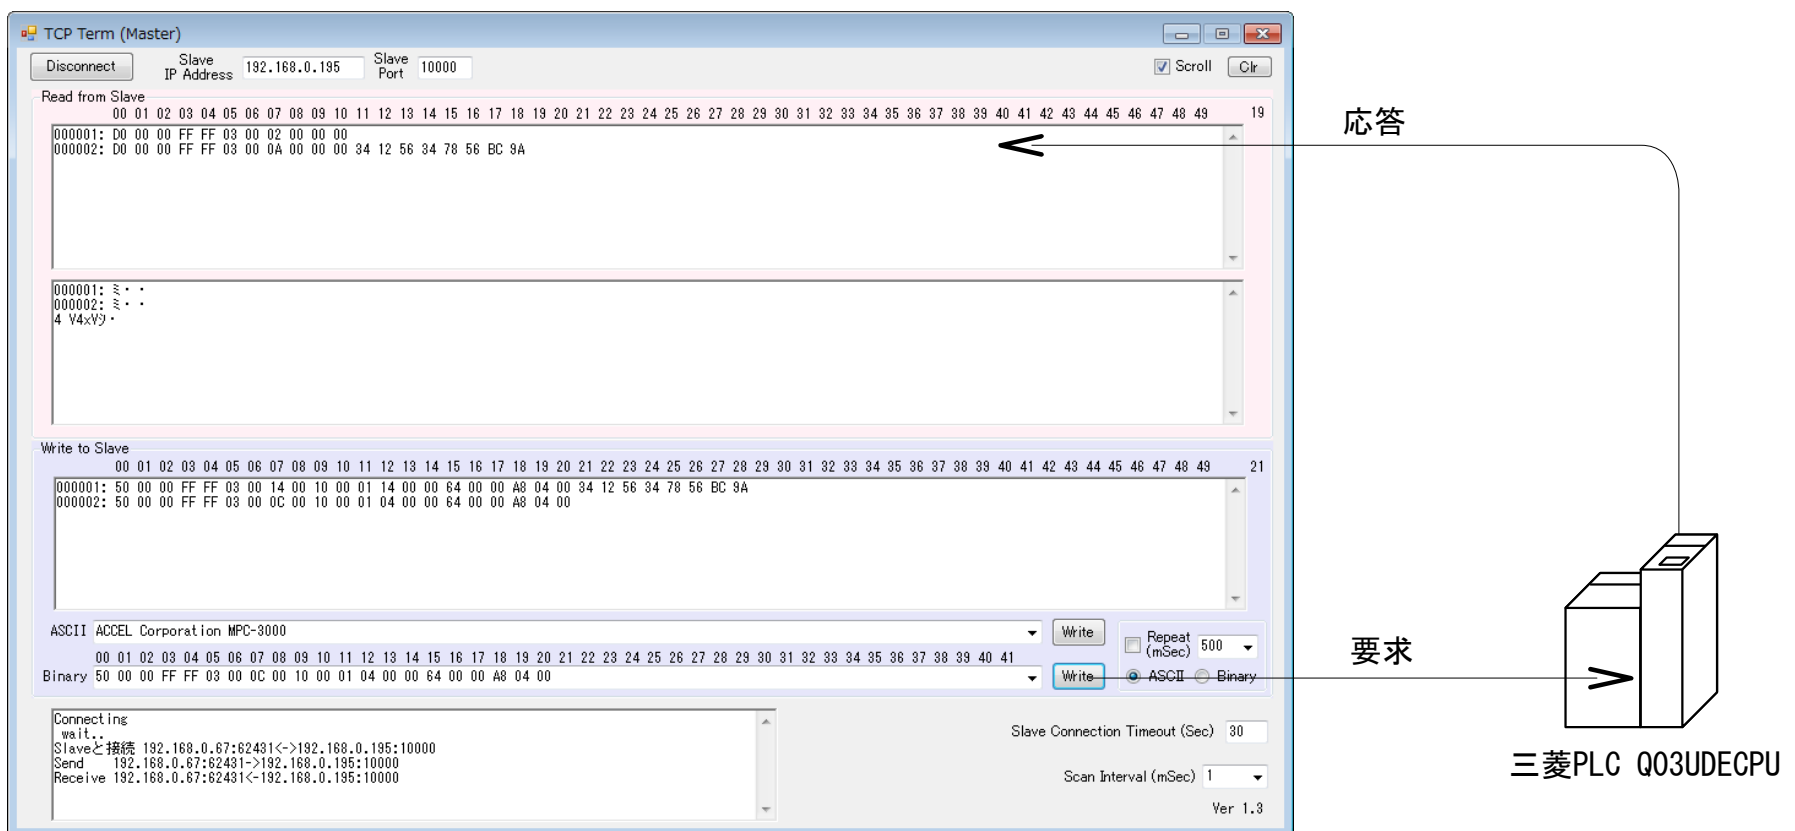 TCP Term (Master)
Disconnect Slave IP Address 192.168.0.195 Slave Port 10000 Scroll Clr
Read from Slave
00 01 02 03 04 05 06 07 08 09 10 11 12 13 14 15 16 17 18 19 20 21 22 23 24 25 26 27 28 29 30 31 32 33 34 35 36 37 38 39 40 41 42 43 44 45 46 47 48 49 19
000001: D0 00 00 FF FF 03 00 02 00 00 00
000002: D0 00 00 FF FF 03 00 0A 00 00 00 34 12 56 34 78 56 BC 9A
応答
000001: ミ・・
000002: ミ・・
4 V4xVシ・
Write to Slave
00 01 02 03 04 05 06 07 08 09 10 11 12 13 14 15 16 17 18 19 20 21 22 23 24 25 26 27 28 29 30 31 32 33 34 35 36 37 38 39 40 41 42 43 44 45 46 47 48 49 21
000001: 50 00 00 FF FF 03 00 14 00 10 00 01 14 00 00 64 00 00 A8 04 00 34 12 56 34 78 56 BC 9A
000002: 50 00 00 FF FF 03 00 0C 00 10 00 01 04 00 00 64 00 00 A8 04 00
ASCII ACCEL Corporation MPC-3000 Write
Repeat (mSec) 500
00 01 02 03 04 05 06 07 08 09 10 11 12 13 14 15 16 17 18 19 20 21 22 23 24 25 26 27 28 29 30 31 32 33 34 35 36 37 38 39 40 41
Binary 50 00 00 FF FF 03 00 0C 00 10 00 01 04 00 00 64 00 00 A8 04 00 Write ASCII Binary
要求
Connecting
wait..
Slaveと接続 192.168.0.67:62431<->192.168.0.195:10000
Send 192.168.0.67:62431->192.168.0.195:10000
Receive 192.168.0.67:62431<-192.168.0.195:10000
Slave Connection Timeout (Sec) 30
Scan Interval (mSec) 1
Ver 1.3
三菱PLC Q03UDECPU